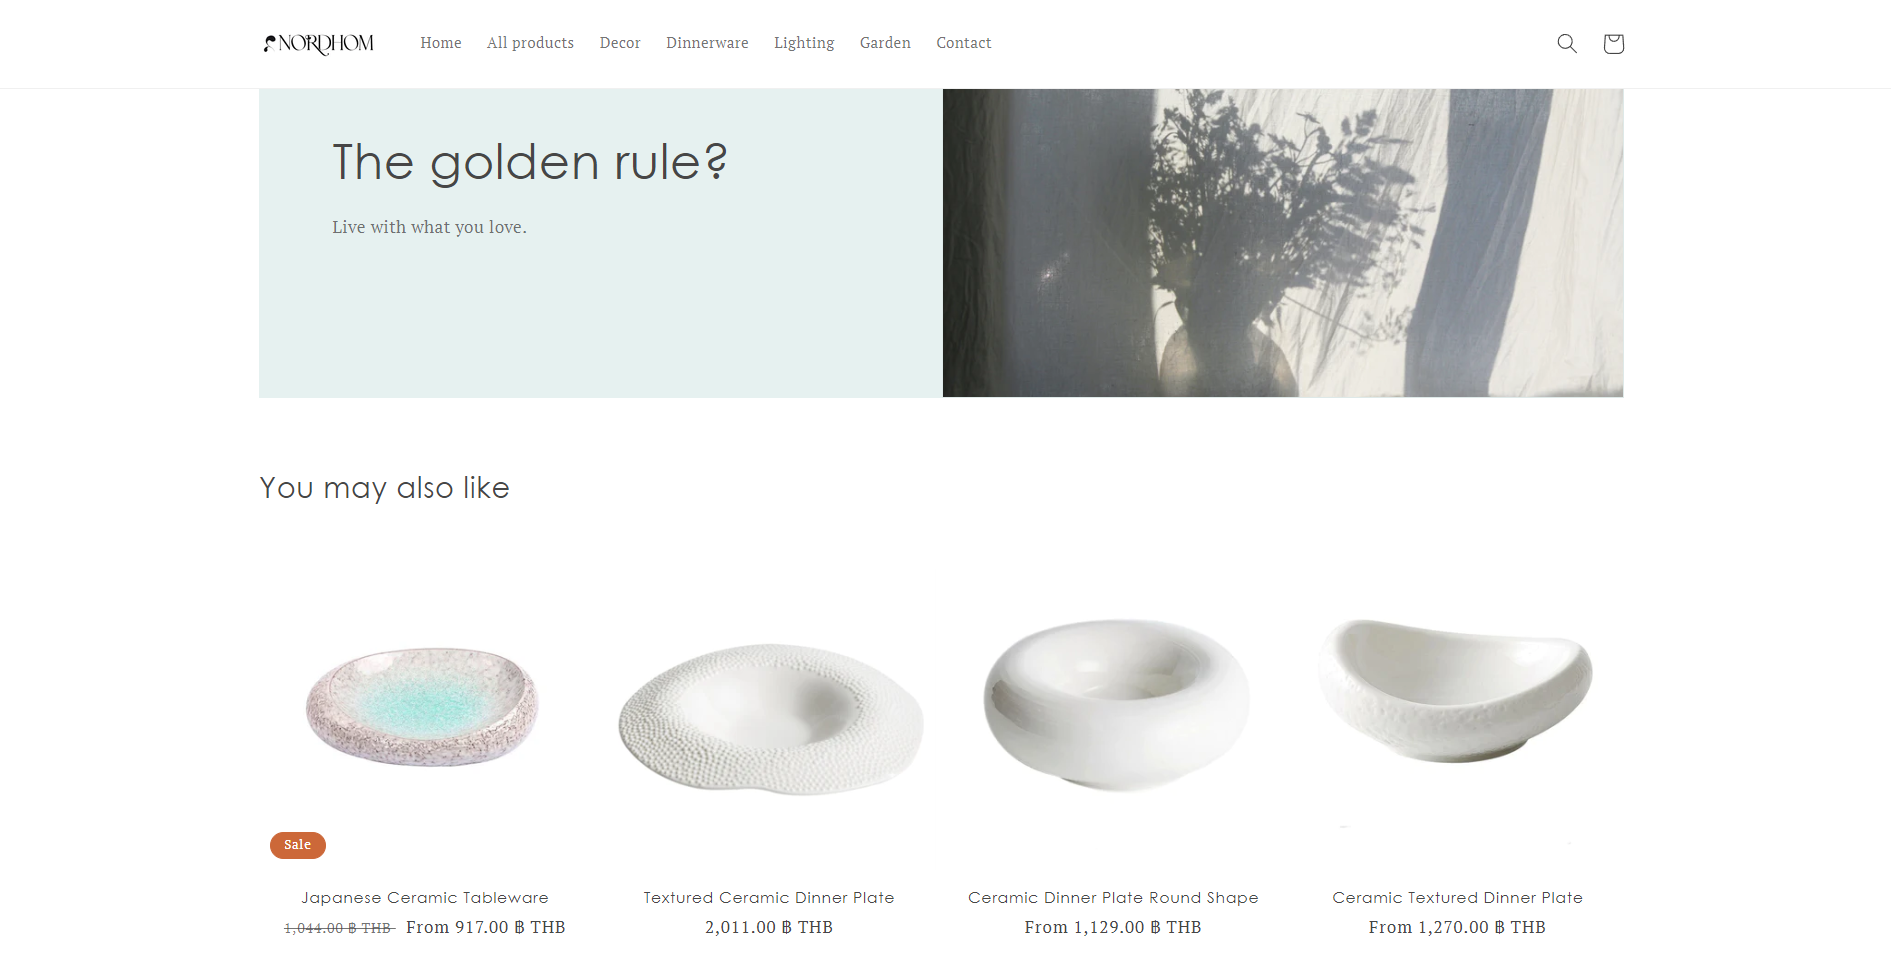 NORDHOM
Home All products Decor Dinnerware Lighting Garden Contact
The golden rule?
Live with what you love.
You may also like
Sale
Japanese Ceramic Tableware
1,044.00 ฿ THB From 917.00 ฿ THB
Textured Ceramic Dinner Plate
2,011.00 ฿ THB
Ceramic Dinner Plate Round Shape
From 1,129.00 ฿ THB
Ceramic Textured Dinner Plate
From 1,270.00 ฿ THB